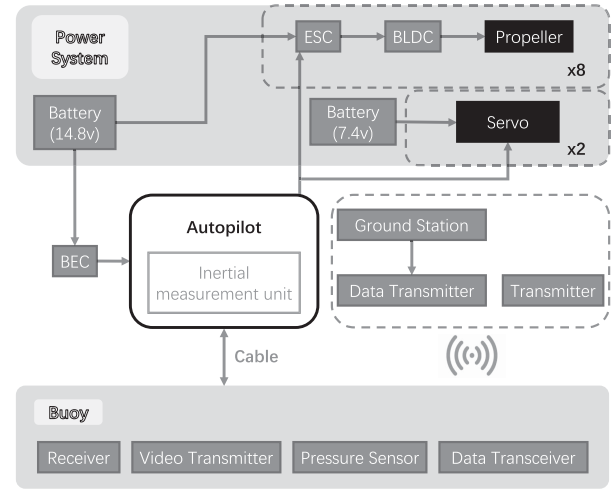 Power
System
ESC
BLDC
Propeller
x8
Battery
(14.8v)
Battery
(7.4v)
Servo
x2
Autopilot
BEC
Inertial
measurement unit
Ground Station
Data Transmitter
Transmitter
Cable
Buoy
Receiver
Video Transmitter
Pressure Sensor
Data Transceiver